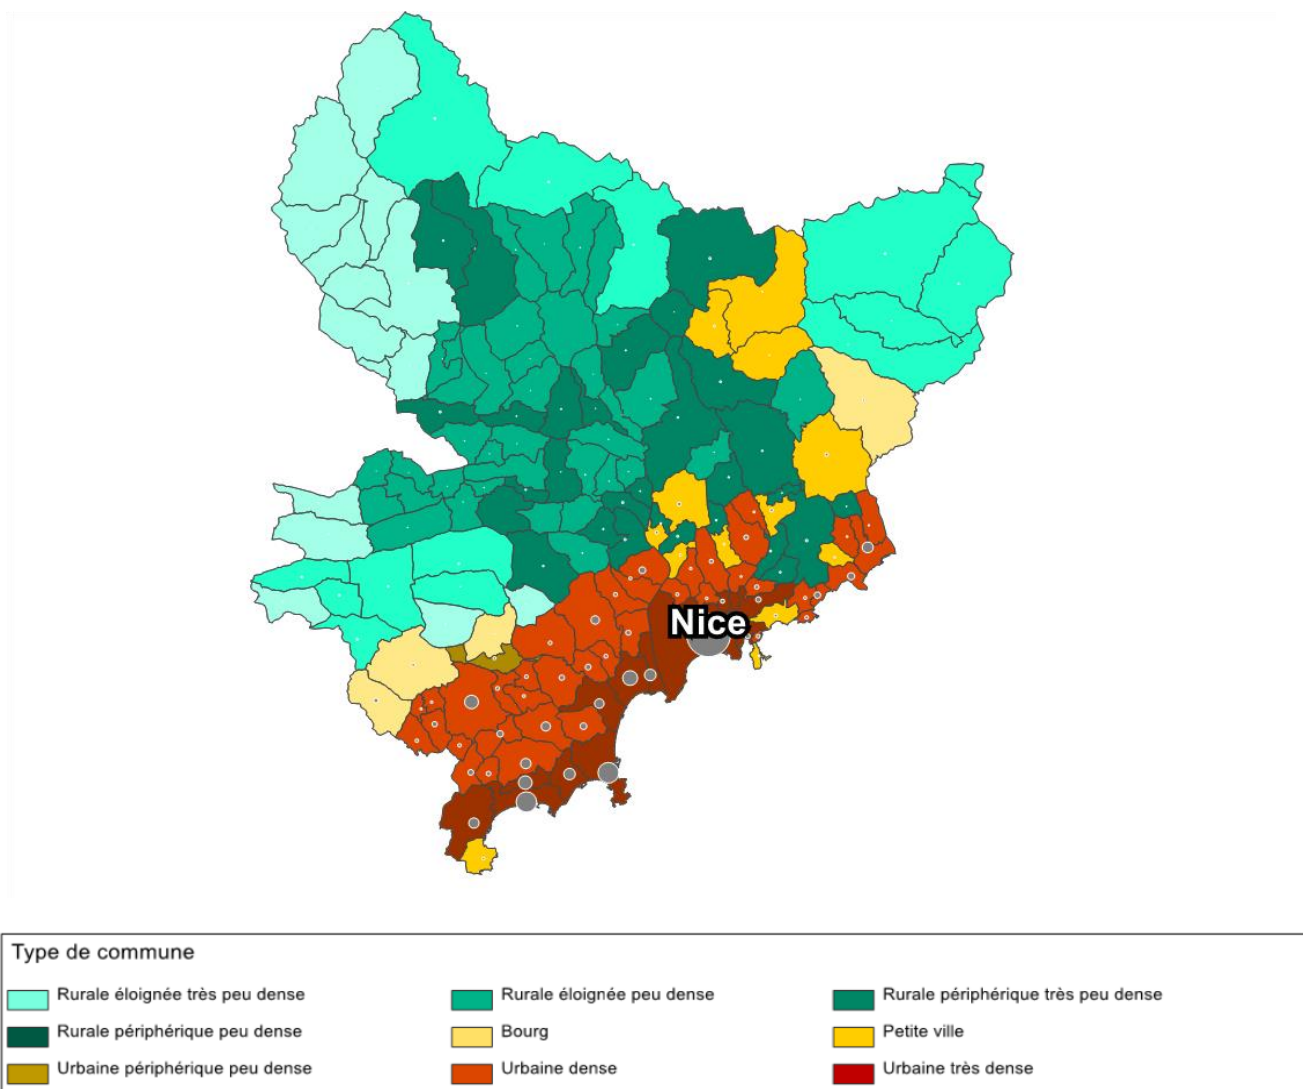 Nice
Type de commune
Rurale éloignée très peu dense
Rurale éloignée peu dense
Rurale périphérique très peu dense
Rurale périphérique peu dense
Bourg
Petite ville
Urbaine périphérique peu dense
Urbaine dense
Urbaine très dense